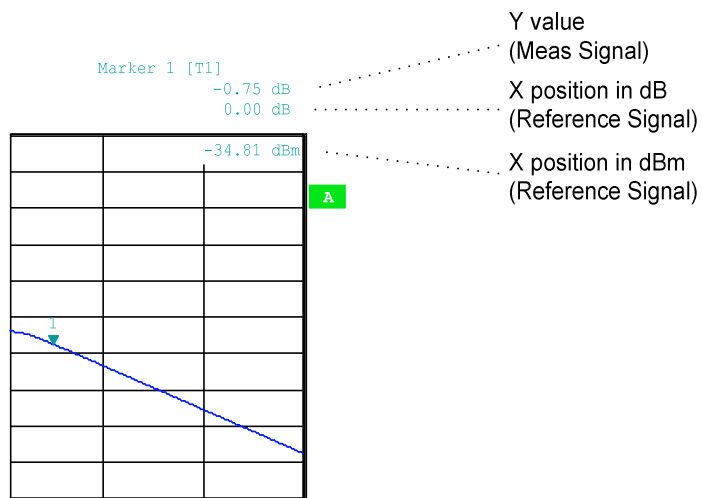 Y value
(Meas Signal)
Marker 1 [T1]
-0.75 dB
X position in dB
0.00 dB
(Reference Signal)
-34.81 dBm
X position in dBm
(Reference Signal)
A
1